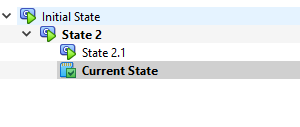 Initial State
State 2
State 2.1
Current State